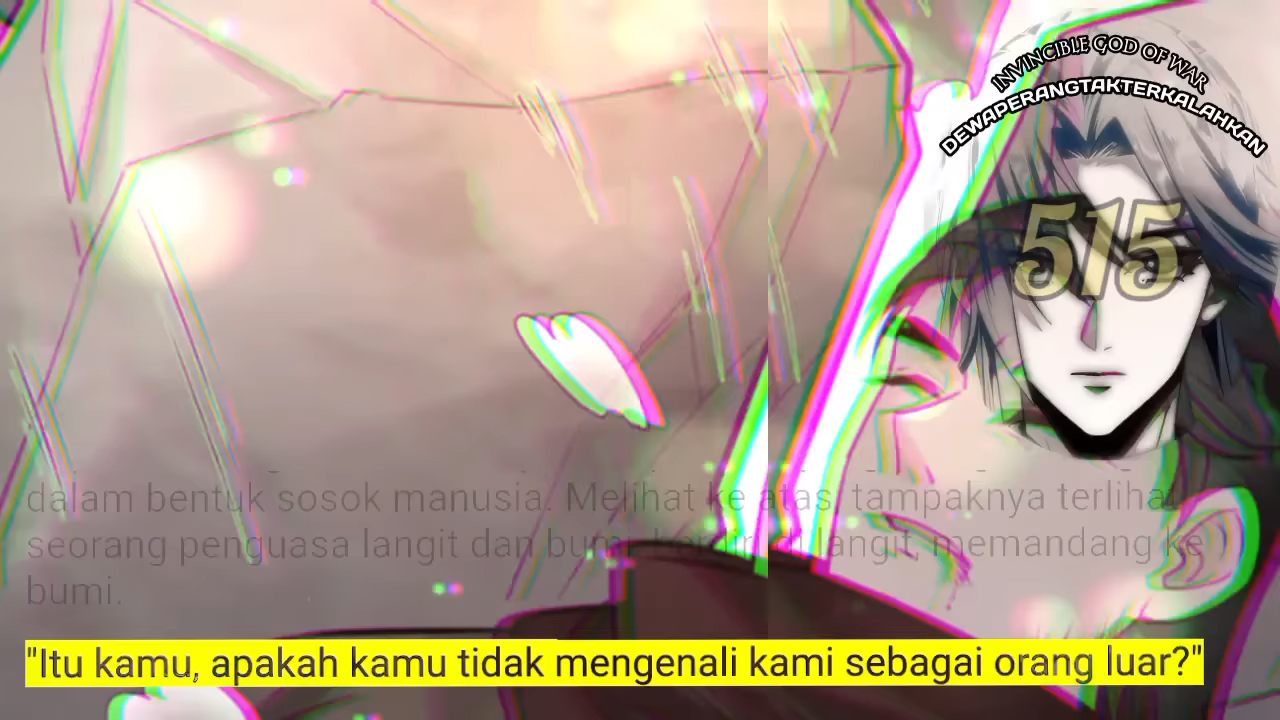 INVINCIBLE GOD OF WAR
DEWAPERANGTAKTERKALAHKAN
515
dalam bentuk sosok manusia. Melihat ke atas, tampaknya terlihat
seorang penguasa langit dan bumi, langit, memandang ke
bumi.
"Itu kamu, apakah kamu tidak mengenali kami sebagai orang luar?"